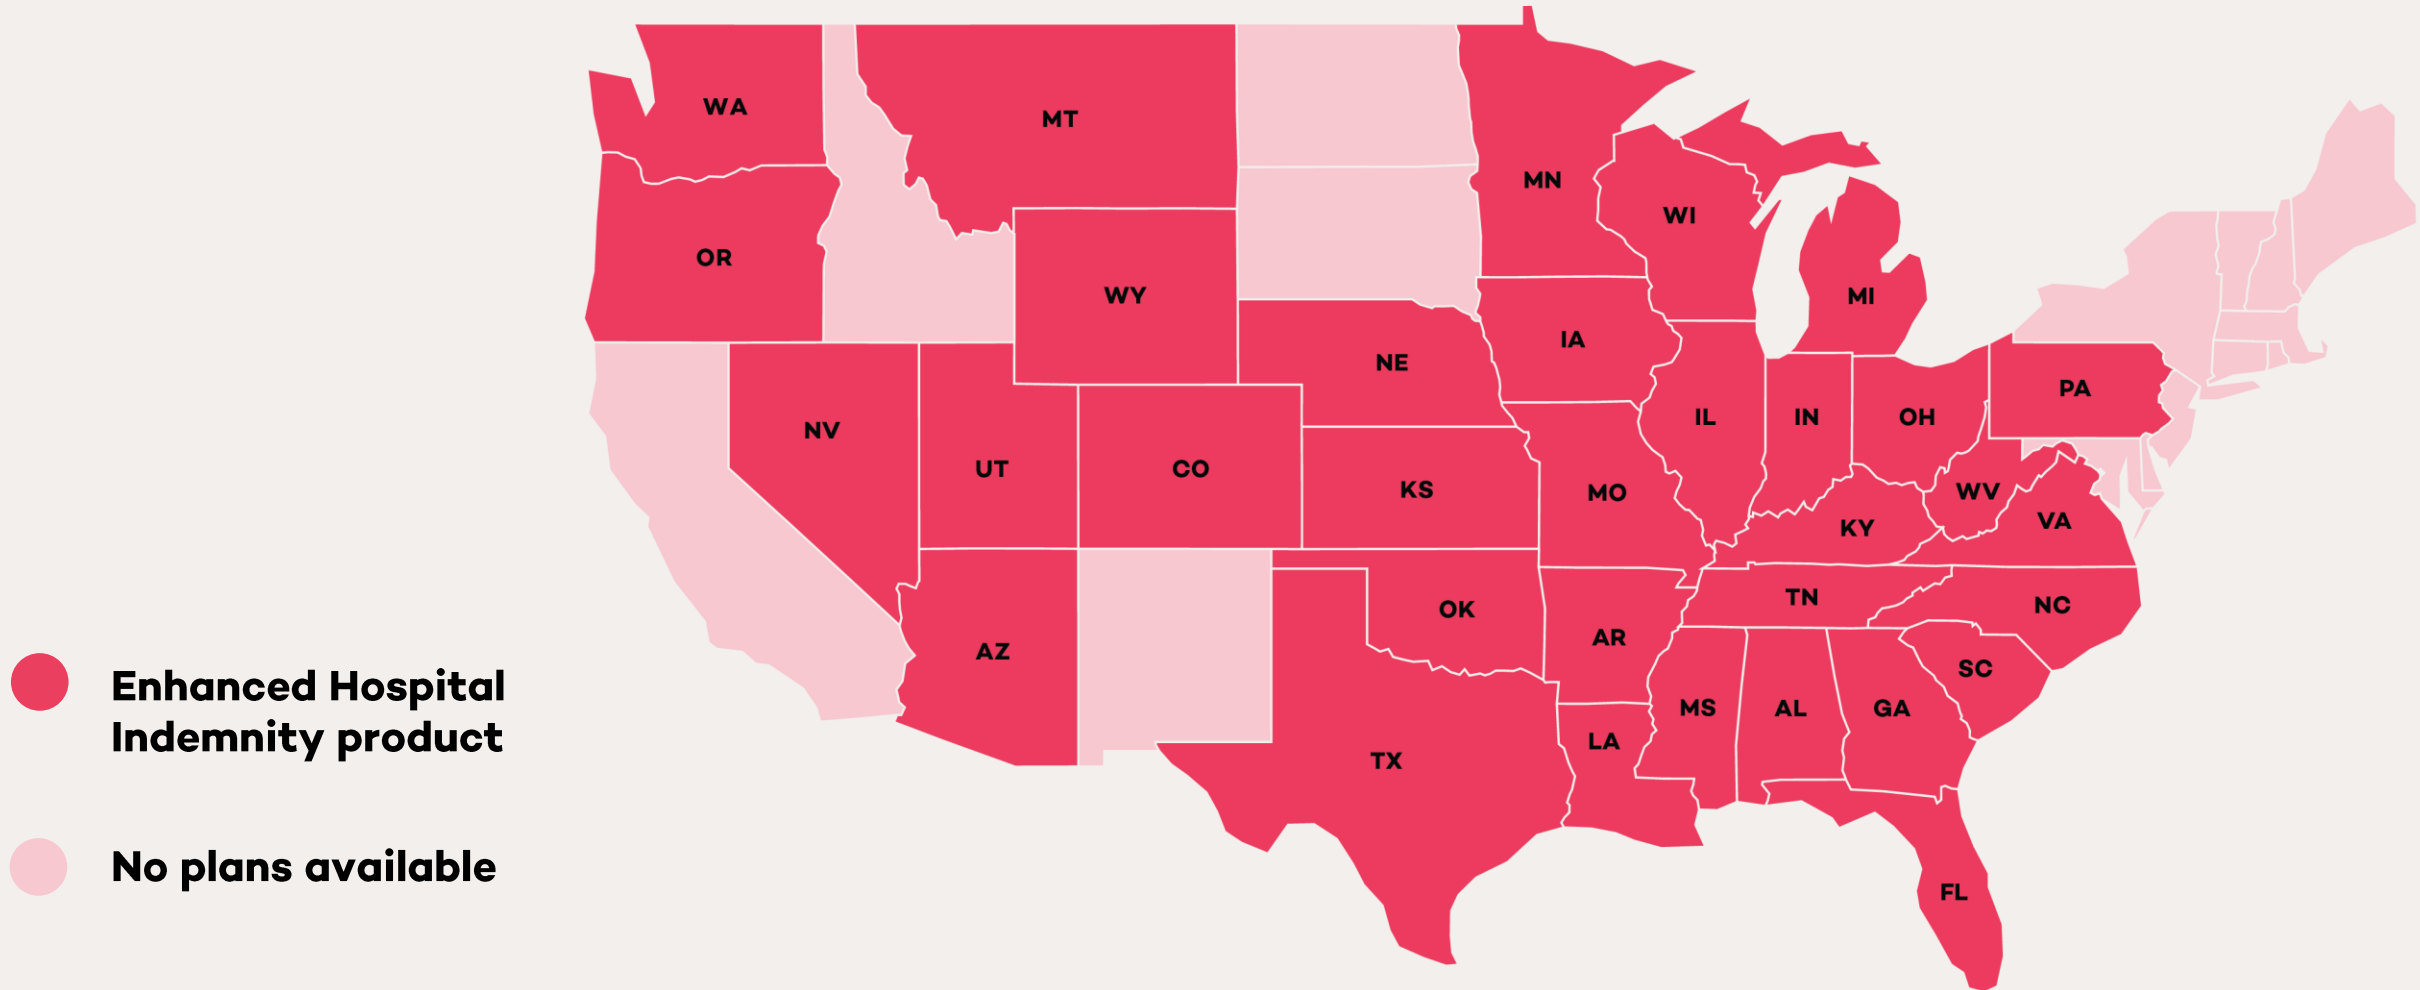 WA
MT
MN
WI
OR
WY
MI
IA
NE
PA
NV
IL
IN
OH
UT
CO
KS
MO
WV
KY
VA
TN
NC
OK
AR
AZ
SC
Enhanced Hospital
Indemnity product
MS
AL
GA
LA
TX
No plans available
FL